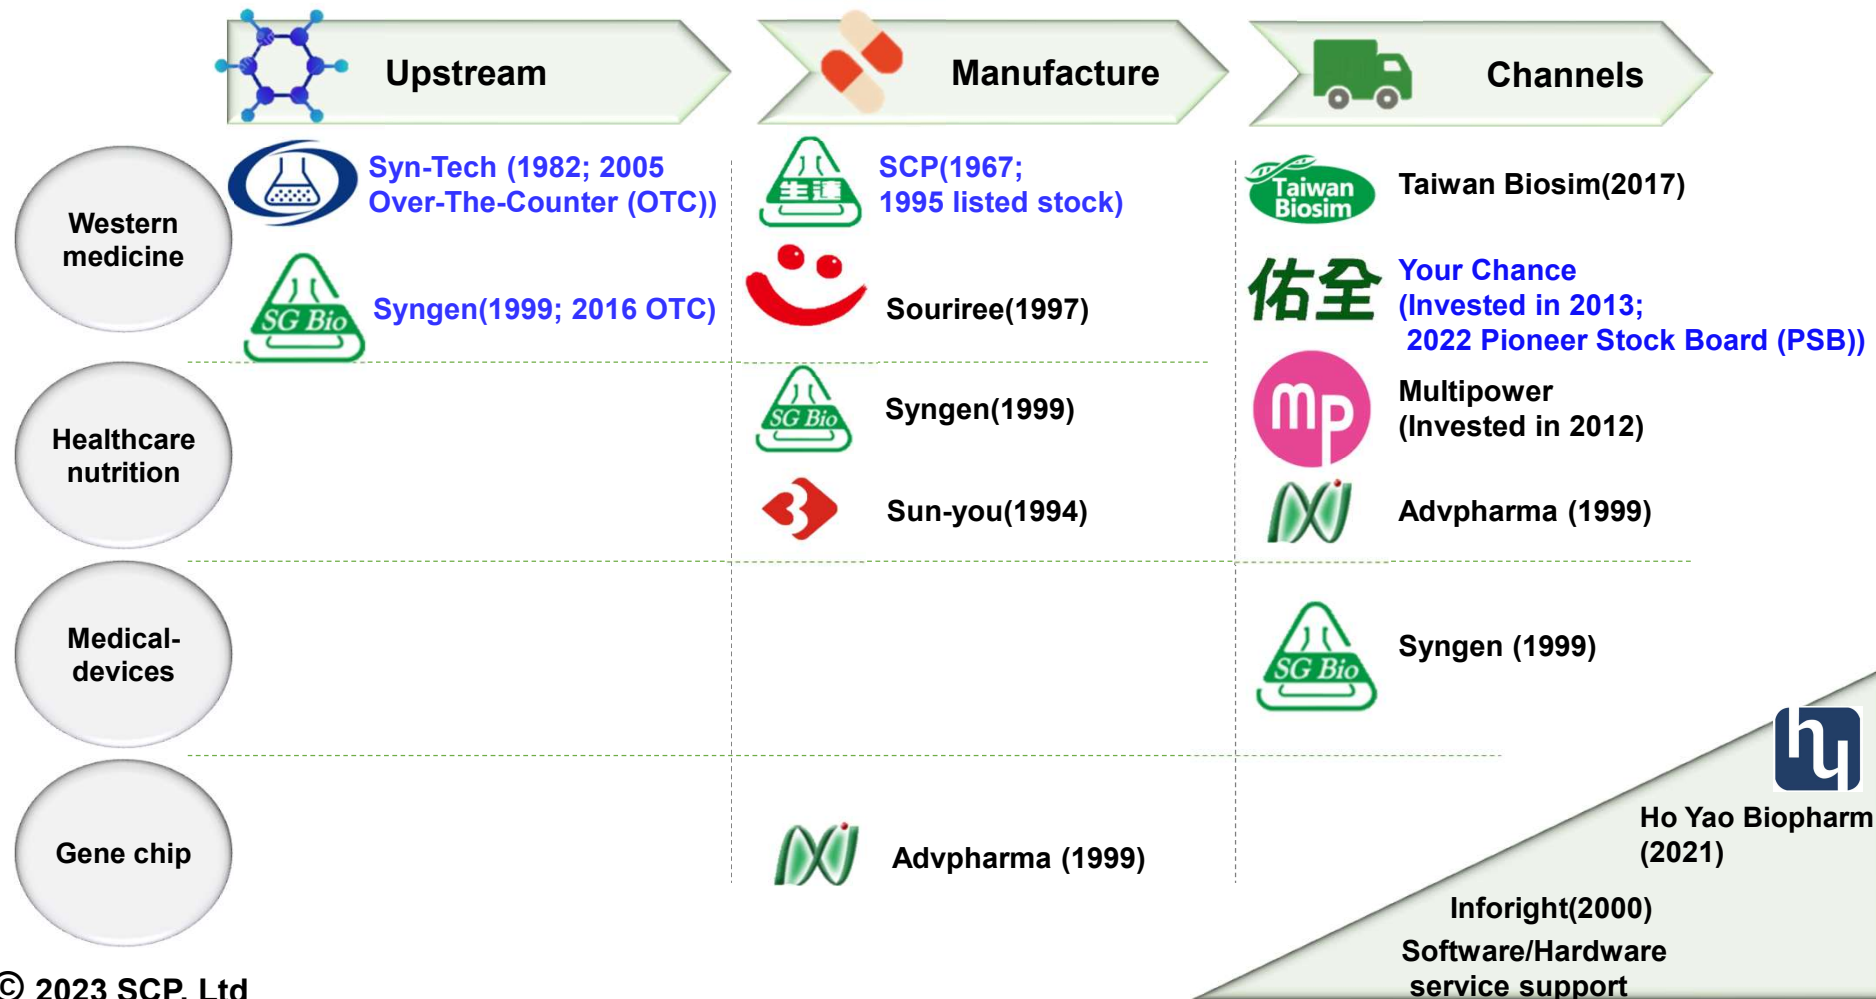 Upstream
Manufacture
Channels
Western
medicine
Syn-Tech (1982; 2005
Over-The-Counter (OTC))
SG Bio
Syngen(1999; 2016 OTC)
生達
SCP(1967;
1995 listed stock)
Souriree(1997)
Taiwan
Biosim
Taiwan Biosim(2017)
佑全
Your Chance
(Invested in 2013;
2022 Pioneer Stock Board (PSB))
Healthcare
nutrition
SG Bio
Syngen(1999)
Sun-you(1994)
mp
Multipower
(Invested in 2012)
Advpharma (1999)
Medical-
devices
SG Bio
Syngen (1999)
Gene chip
Advpharma (1999)
hy
Ho Yao Biopharm
(2021)
Inforight(2000)
Software/Hardware
service support
© 2023 SCP. Ltd